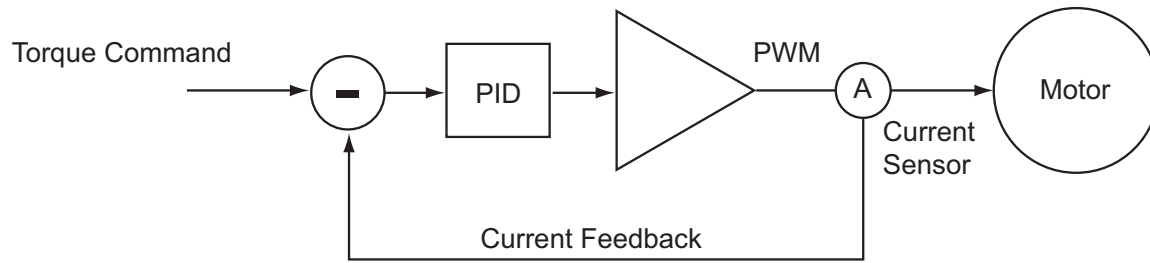 Torque Command
-
PID
PWM
A
Current
Sensor
Motor
Current Feedback